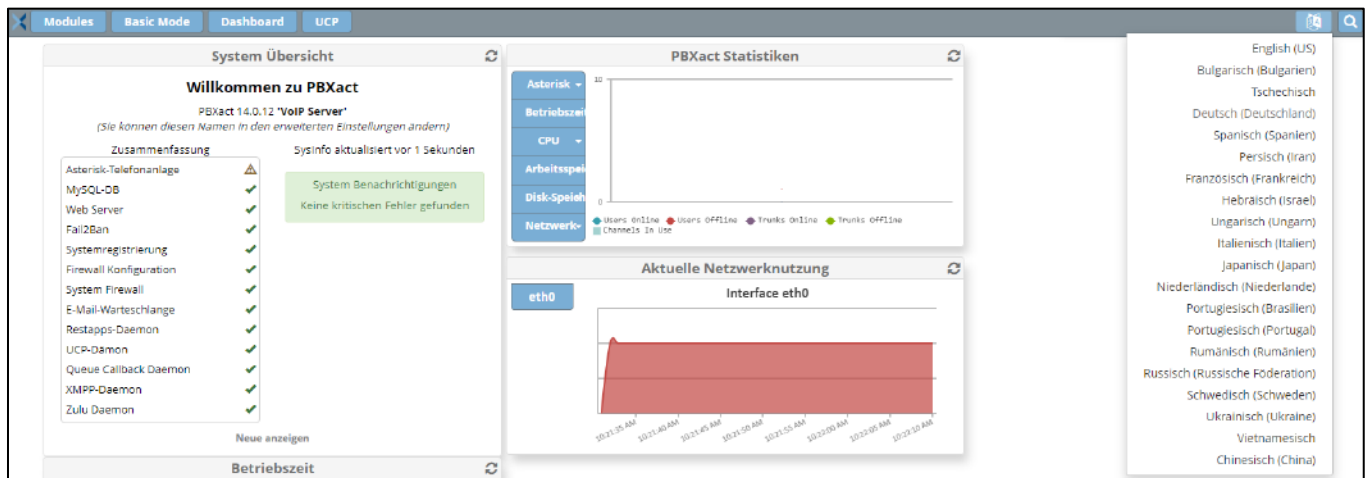 Modules Basic Mode Dashboard UCP
System Übersicht
Willkommen zu PBXact
PBXact 14.0.12 'VoIP Server'
(Sie können diesen Namen in den erweiterten Einstellungen ändern)
Zusammenfassung
Asterisk-Telefonanlage
MySQL-DB
Web Server
Fail2Ban
Systemregistrierung
Firewall Konfiguration
System Firewall
E-Mail-Warteschlange
Restapps-Daemon
UCP-Dämon
Queue Callback Daemon
XMPP-Daemon
Zulu Daemon
SysInfo aktualisiert vor 1 Sekunden
System Benachrichtigungen
Keine kritischen Fehler gefunden
Neue anzeigen
Betriebszeit
PBXact Statistiken
Asterisk
Betriebszeit
CPU
Arbeitsspei
Disk-Speich
Netzwerk
10
0
Users Online Users Offline Trunks Online Trunks Offline
Channels In Use
Aktuelle Netzwerknutzung
eth0
Interface eth0
10:21:35 AM 10:21:40 AM 10:21:45 AM 10:21:50 AM 10:21:55 AM 10:22:00 AM 10:22:05 AM 10:22:10 AM
English (US)
Bulgarisch (Bulgarien)
Tschechisch
Deutsch (Deutschland)
Spanisch (Spanien)
Persisch (Iran)
Französisch (Frankreich)
Hebräisch (Israel)
Ungarisch (Ungarn)
Italienisch (Italien)
Japanisch (Japan)
Niederländisch (Niederlande)
Portugiesisch (Brasilien)
Portugiesisch (Portugal)
Rumänisch (Rumänien)
Russisch (Russische Föderation)
Schwedisch (Schweden)
Ukrainisch (Ukraine)
Vietnamesisch
Chinesisch (China)